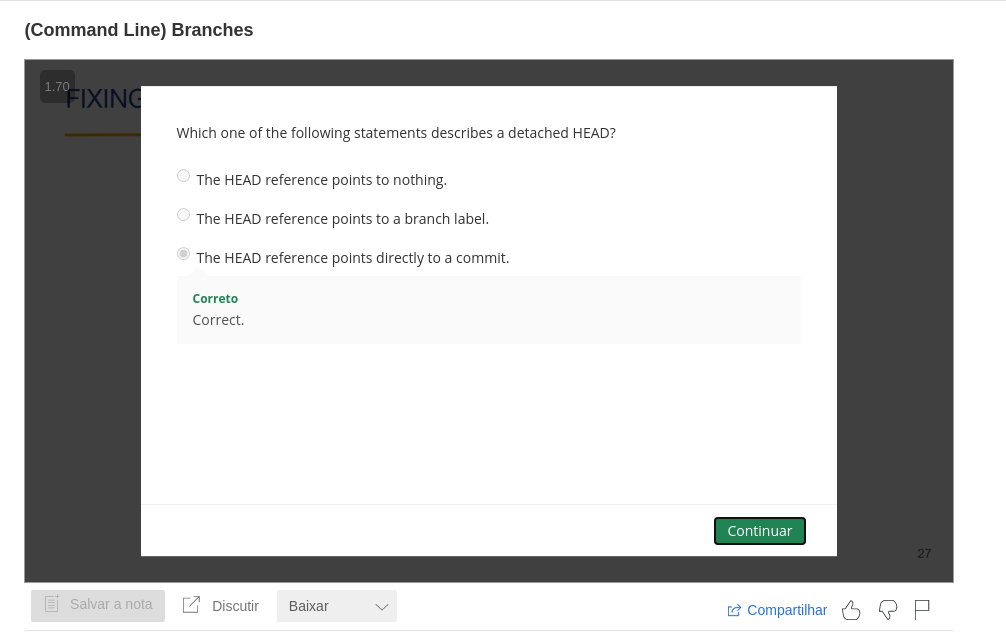 (Command Line) Branches
1.70
FIXING
Which one of the following statements describes a detached HEAD?
The HEAD reference points to nothing.
The HEAD reference points to a branch label.
The HEAD reference points directly to a commit.
Correto
Correct.
Continuar
27
Salvar a nota
Discutir
Baixar
Compartilhar